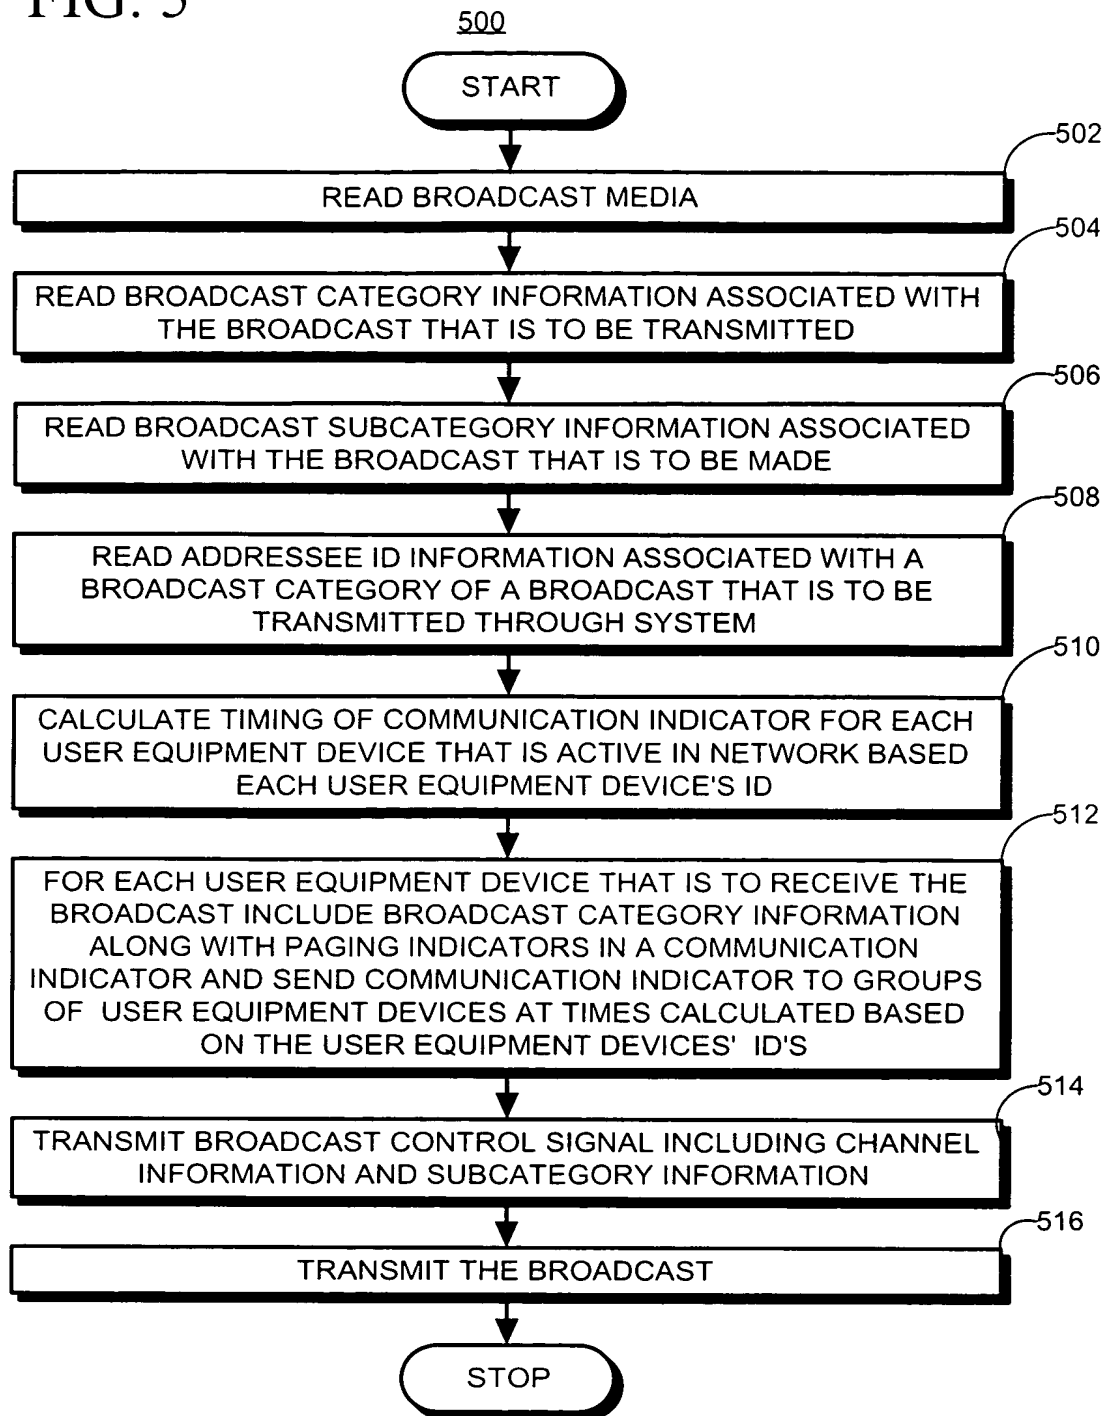 FIG. 5
500
START
502
READ BROADCAST MEDIA
504
READ BROADCAST CATEGORY INFORMATION ASSOCIATED WITH
THE BROADCAST THAT IS TO BE TRANSMITTED
506
READ BROADCAST SUBCATEGORY INFORMATION ASSOCIATED
WITH THE BROADCAST THAT IS TO BE MADE
508
READ ADDRESSEE ID INFORMATION ASSOCIATED WITH A
BROADCAST CATEGORY OF A BROADCAST THAT IS TO BE
TRANSMITTED THROUGH SYSTEM
510
CALCULATE TIMING OF COMMUNICATION INDICATOR FOR EACH
USER EQUIPMENT DEVICE THAT IS ACTIVE IN NETWORK BASED
EACH USER EQUIPMENT DEVICE'S ID
512
FOR EACH USER EQUIPMENT DEVICE THAT IS TO RECEIVE THE
BROADCAST INCLUDE BROADCAST CATEGORY INFORMATION
ALONG WITH PAGING INDICATORS IN A COMMUNICATION
INDICATOR AND SEND COMMUNICATION INDICATOR TO GROUPS
OF USER EQUIPMENT DEVICES AT TIMES CALCULATED BASED
ON THE USER EQUIPMENT DEVICES' ID'S
514
TRANSMIT BROADCAST CONTROL SIGNAL INCLUDING CHANNEL
INFORMATION AND SUBCATEGORY INFORMATION
516
TRANSMIT THE BROADCAST
STOP